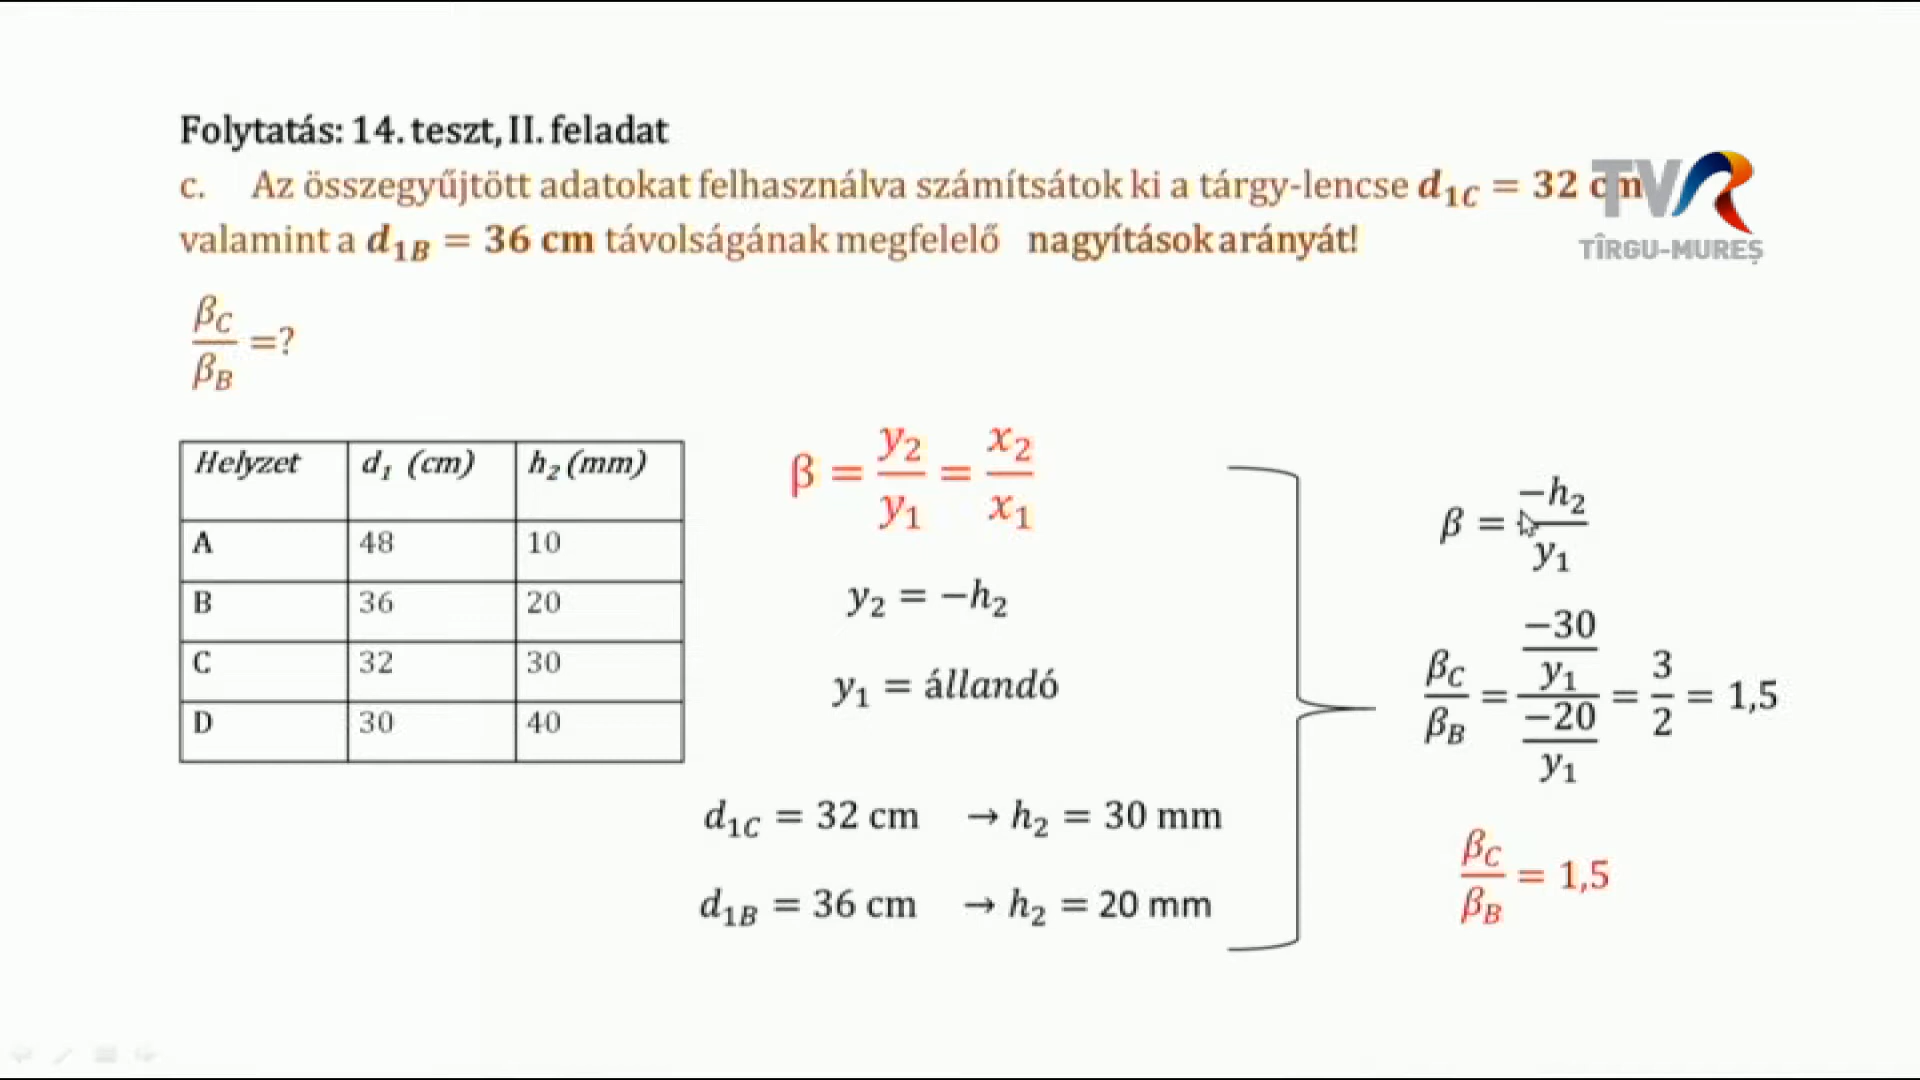 Folytatás: 14. teszt, II. feladat
c. Az összegyűjtött adatokat felhasználva számítsátok ki a tárgy-lencse d₁C = 32 cm
valamint a d₁B = 36 cm távolságának megfelelő nagyítások arányát!
TVR
TÎRGU-MUREȘ
βC/βB =?
Helyzet d₁ (cm) h₂ (mm)
A 48 10
B 36 20
C 32 30
D 30 40
β = y₂/y₁ = x₂/x₁
y₂ = −h₂
y₁ = állandó
d₁C = 32 cm → h₂ = 30 mm
d₁B = 36 cm → h₂ = 20 mm
β = −h₂/y₁
βC/βB = (−30/y₁)/(−20/y₁) = 3/2 = 1,5
βC/βB = 1,5